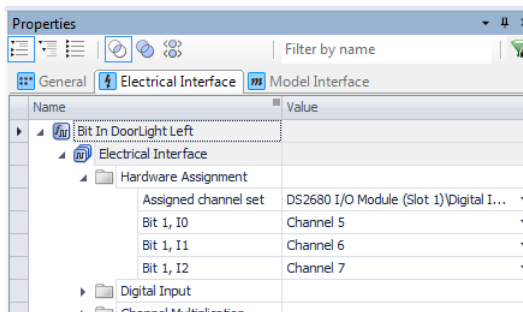 Properties
Filter by name
General Electrical Interface Model Interface
Name Value
Bit In DoorLight Left
Electrical Interface
Hardware Assignment
Assigned channel set DS2680 I/O Module (Slot 1)\Digital I...
Bit 1, I0 Channel 5
Bit 1, I1 Channel 6
Bit 1, I2 Channel 7
Digital Input
Channel Multiplication